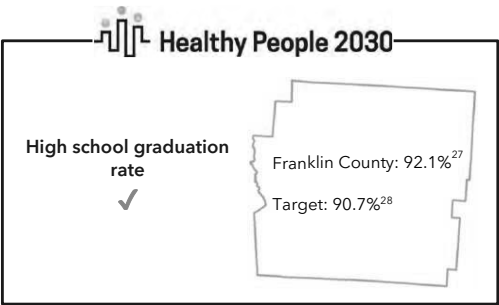 Healthy People 2030
High school graduation
rate
✓
Franklin County: 92.1%²⁷
Target: 90.7%²⁸